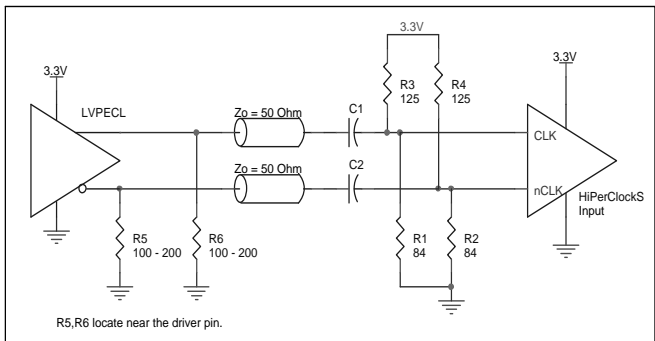 3.3V
3.3V
3.3V
LVPECL
R3
125
R4
125
Zo = 50 Ohm
C1
CLK
Zo = 50 Ohm
C2
nCLK
HiPerClockS
Input
R5
100 - 200
R6
100 - 200
R1
84
R2
84
R5,R6 locate near the driver pin.